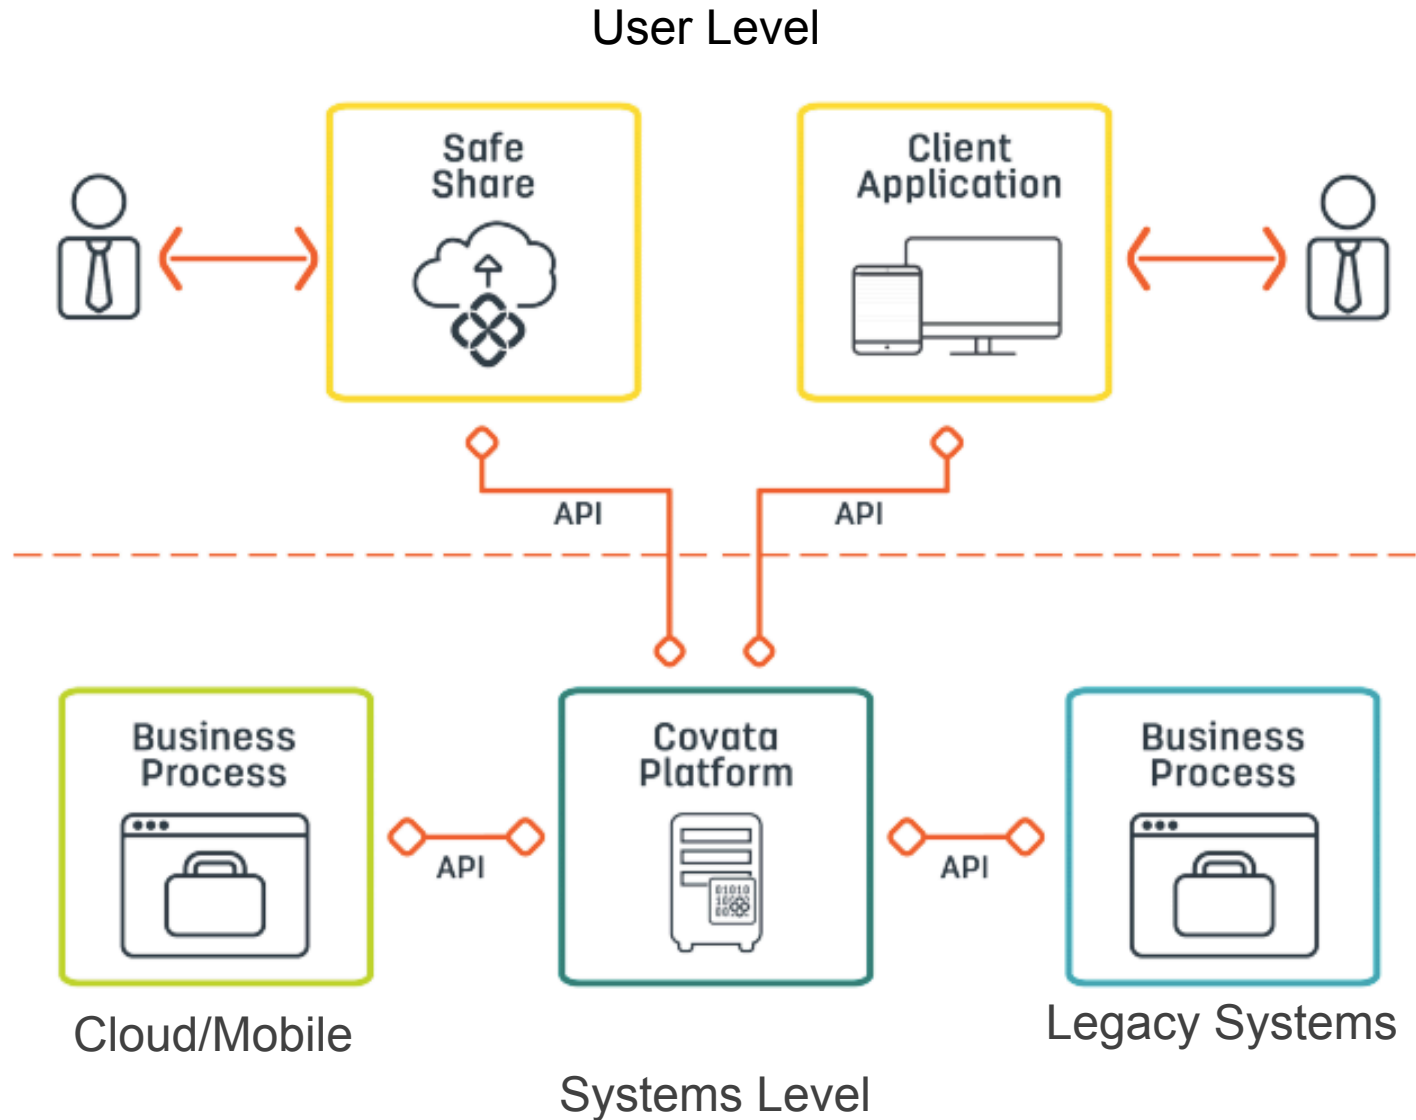 User Level
Safe
Share
Client
Application
API
API
Business
Process
Covata
Platform
Business
Process
API
API
01010
Cloud/Mobile
Legacy Systems
Systems Level